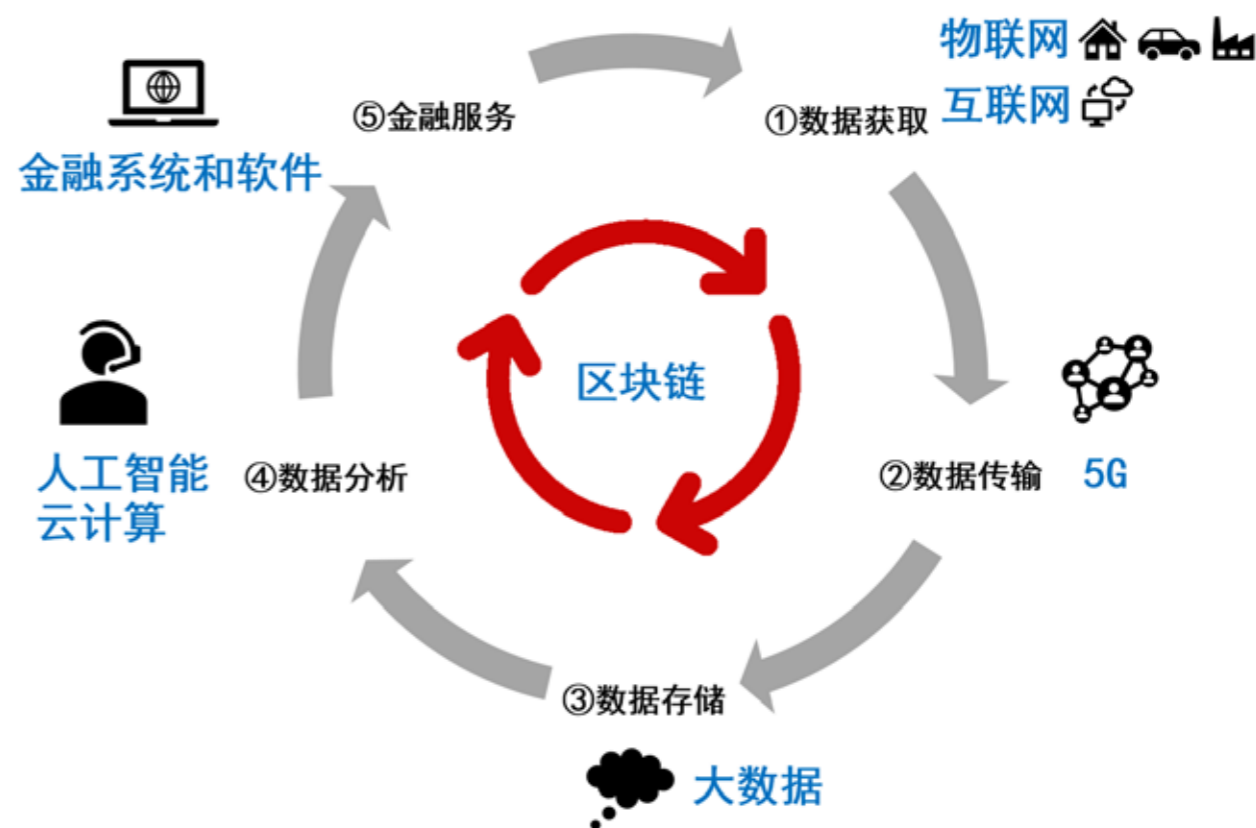 物联网
互联网
⑤金融服务
①数据获取
金融系统和软件
区块链
人工智能
云计算
④数据分析
②数据传输
5G
③数据存储
大数据